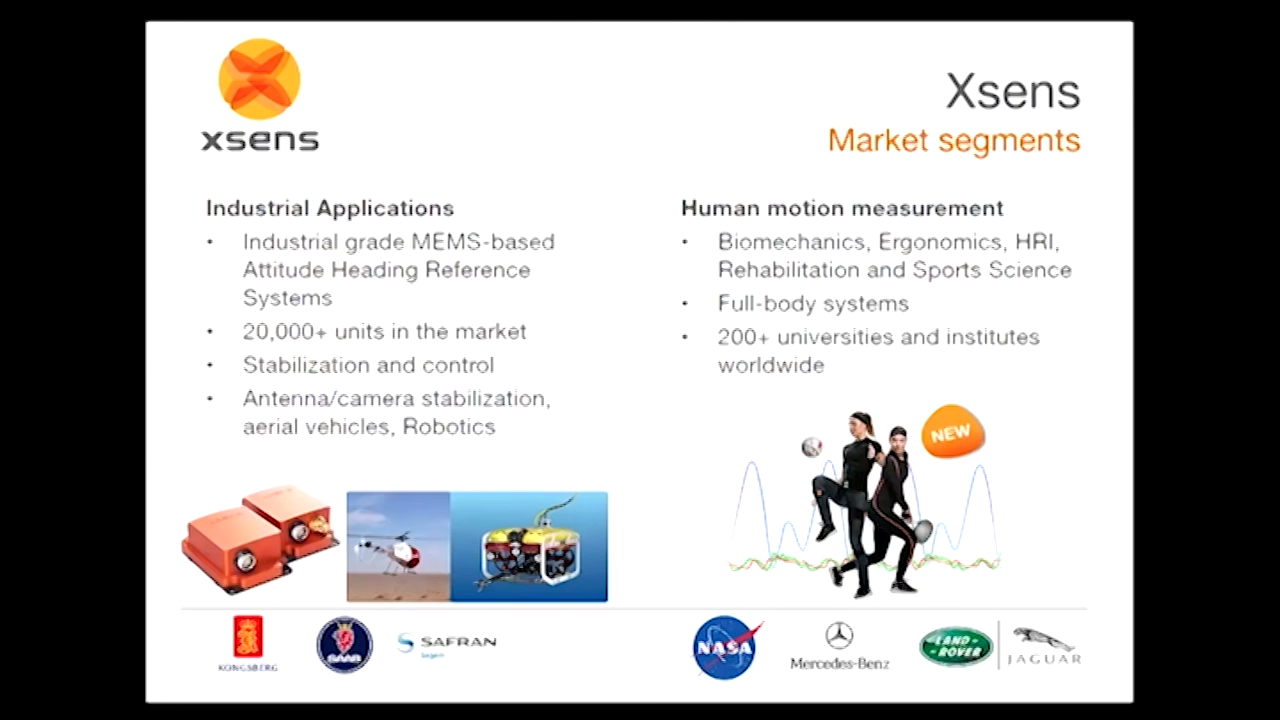 xsens
Xsens
Market segments
Industrial Applications
• Industrial grade MEMS-based
Attitude Heading Reference
Systems
• 20,000+ units in the market
• Stabilization and control
• Antenna/camera stabilization,
aerial vehicles, Robotics
Human motion measurement
• Biomechanics, Ergonomics, HRI,
Rehabilitation and Sports Science
• Full-body systems
• 200+ universities and institutes
worldwide
NEW
KONGSBERG
SAAB
SAFRAN
Sagem
NASA
Mercedes-Benz
LAND-
ROVER
JAGUAR